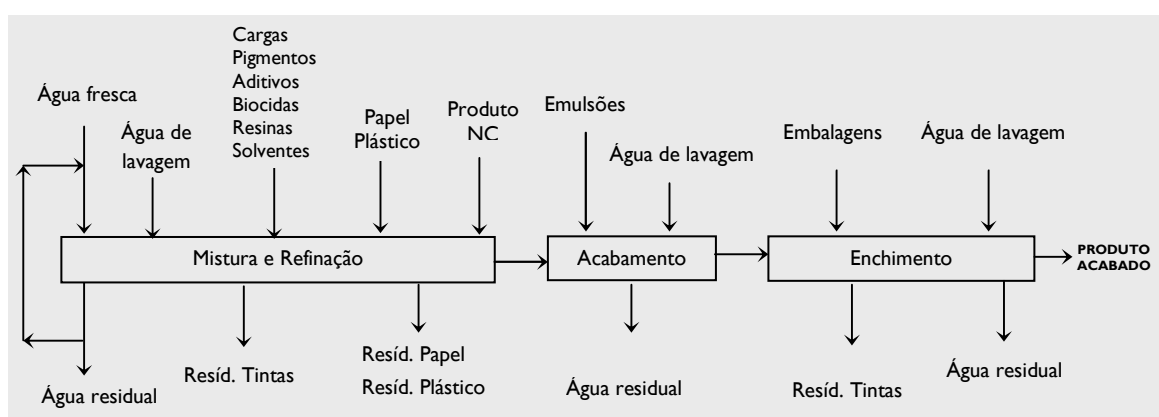 Cargas
Pigmentos
Aditivos
Biocidas
Resinas
Solventes
Água fresca
Água de
lavagem
Papel
Plástico
Produto
NC
Emulsões
Água de lavagem
Embalagens
Água de lavagem
Mistura e Refinação
Acabamento
Enchimento
PRODUTO
ACABADO
Água residual
Resíd. Tintas
Resíd. Papel
Resíd. Plástico
Água residual
Resíd. Tintas
Água residual